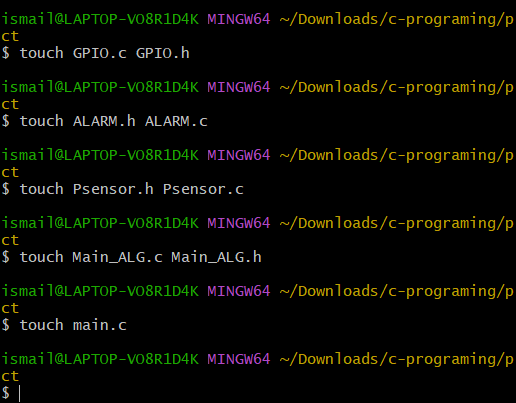 ismail@LAPTOP-VO8R1D4K MINGW64 ~/Downloads/c-programing/p
ct
$ touch GPIO.c GPIO.h
ismail@LAPTOP-VO8R1D4K MINGW64 ~/Downloads/c-programing/p
ct
$ touch ALARM.h ALARM.c
ismail@LAPTOP-VO8R1D4K MINGW64 ~/Downloads/c-programing/p
ct
$ touch Psensor.h Psensor.c
ismail@LAPTOP-VO8R1D4K MINGW64 ~/Downloads/c-programing/p
ct
$ touch Main_ALG.c Main_ALG.h
ismail@LAPTOP-VO8R1D4K MINGW64 ~/Downloads/c-programing/p
ct
$ touch main.c
ismail@LAPTOP-VO8R1D4K MINGW64 ~/Downloads/c-programing/p
ct
$